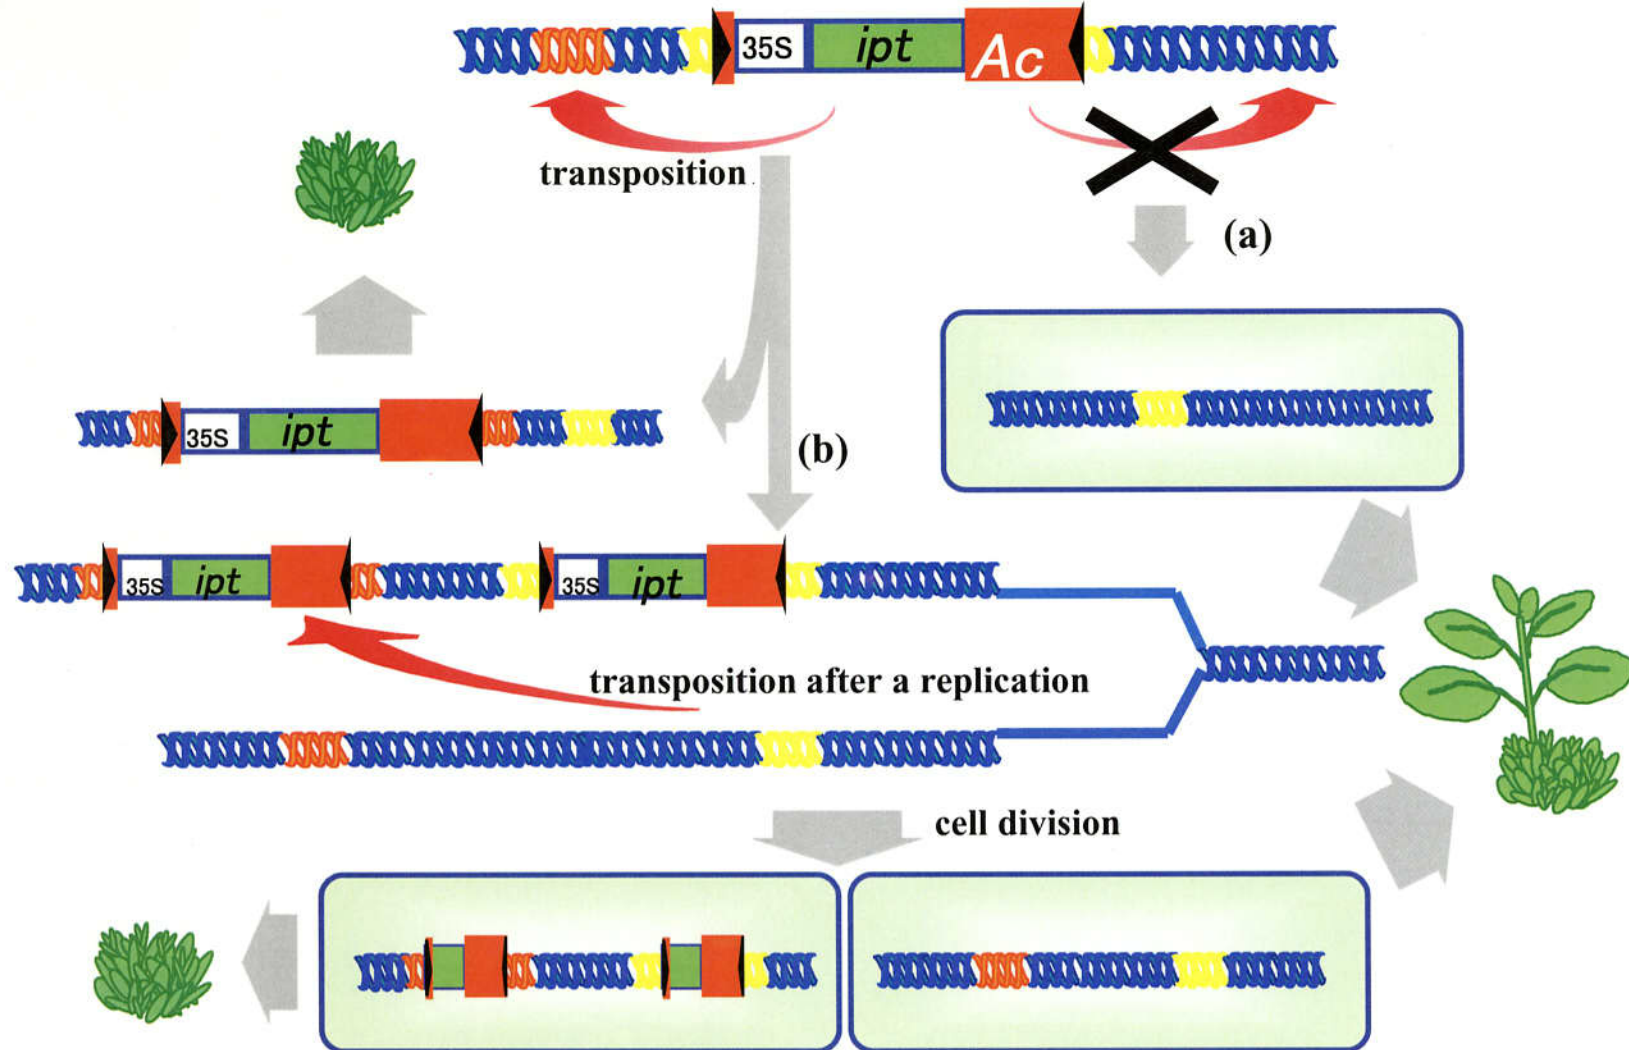 35S ipt Ac
transposition
(a)
35S ipt
(b)
35S ipt 35S ipt
transposition after a replication
cell division